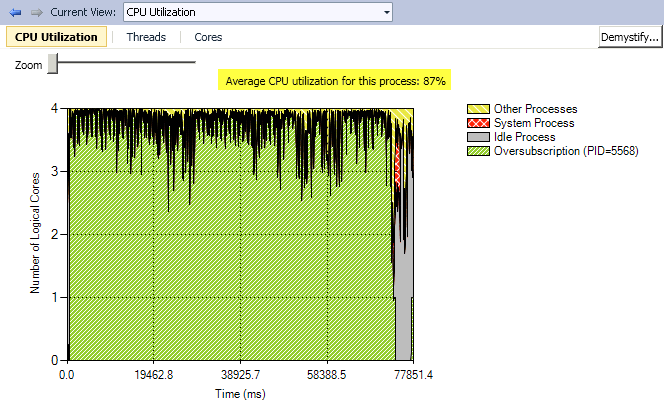 Current View: CPU Utilization
CPU Utilization Threads Cores Demystify...
Zoom
Average CPU utilization for this process: 87%
Other Processes
System Process
Idle Process
Oversubscription (PID=5568)
Number of Logical Cores
4
3
2
1
0
0.0 19462.8 38925.7 58388.5 77851.4
Time (ms)